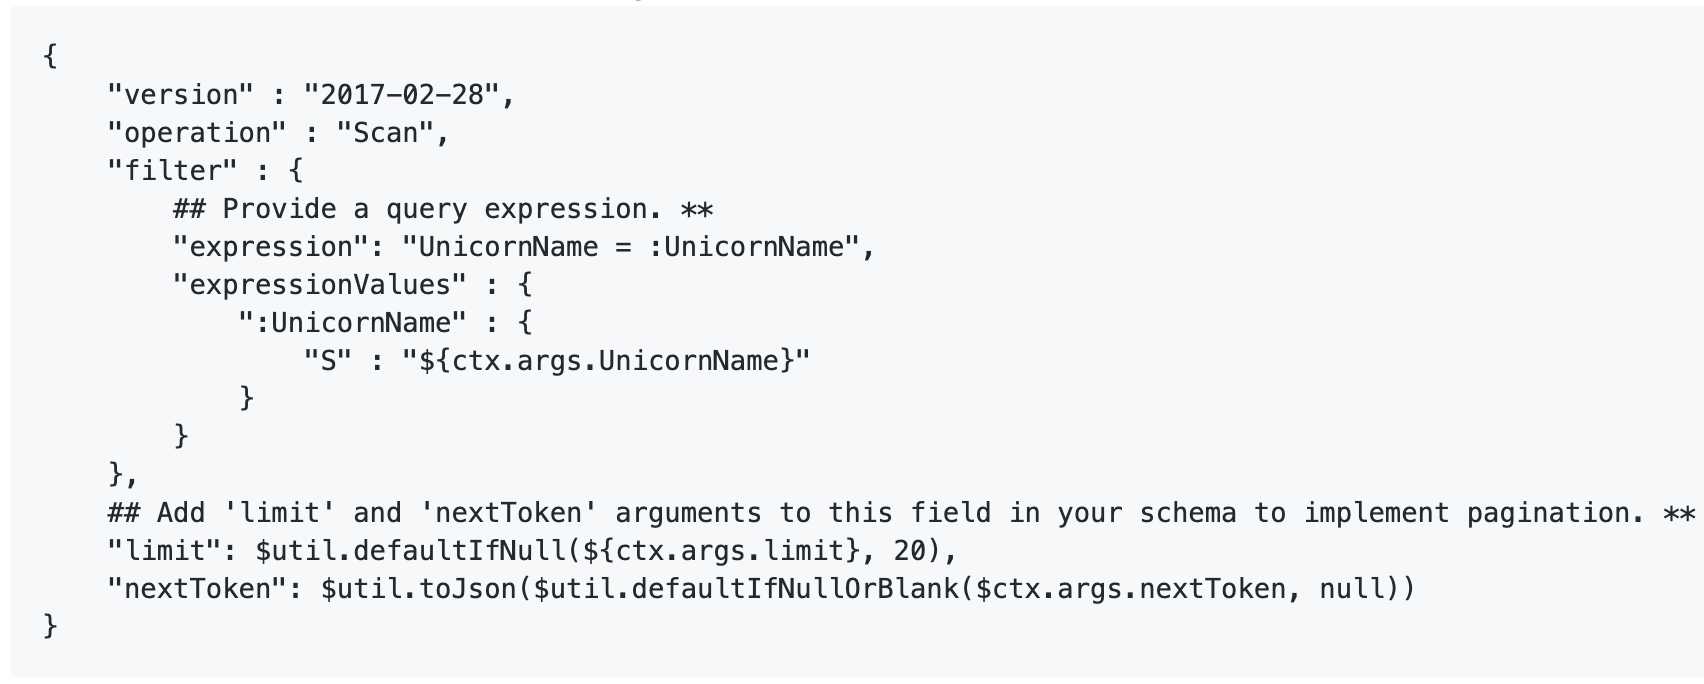 {
    "version" : "2017-02-28",
    "operation" : "Scan",
    "filter" : {
        ## Provide a query expression. **
        "expression": "UnicornName = :UnicornName",
        "expressionValues" : {
            ":UnicornName" : {
                "S" : "${ctx.args.UnicornName}"
            }
        }
    },
    ## Add 'limit' and 'nextToken' arguments to this field in your schema to implement pagination. **
    "limit": $util.defaultIfNull(${ctx.args.limit}, 20),
    "nextToken": $util.toJson($util.defaultIfNullOrBlank($ctx.args.nextToken, null))
}